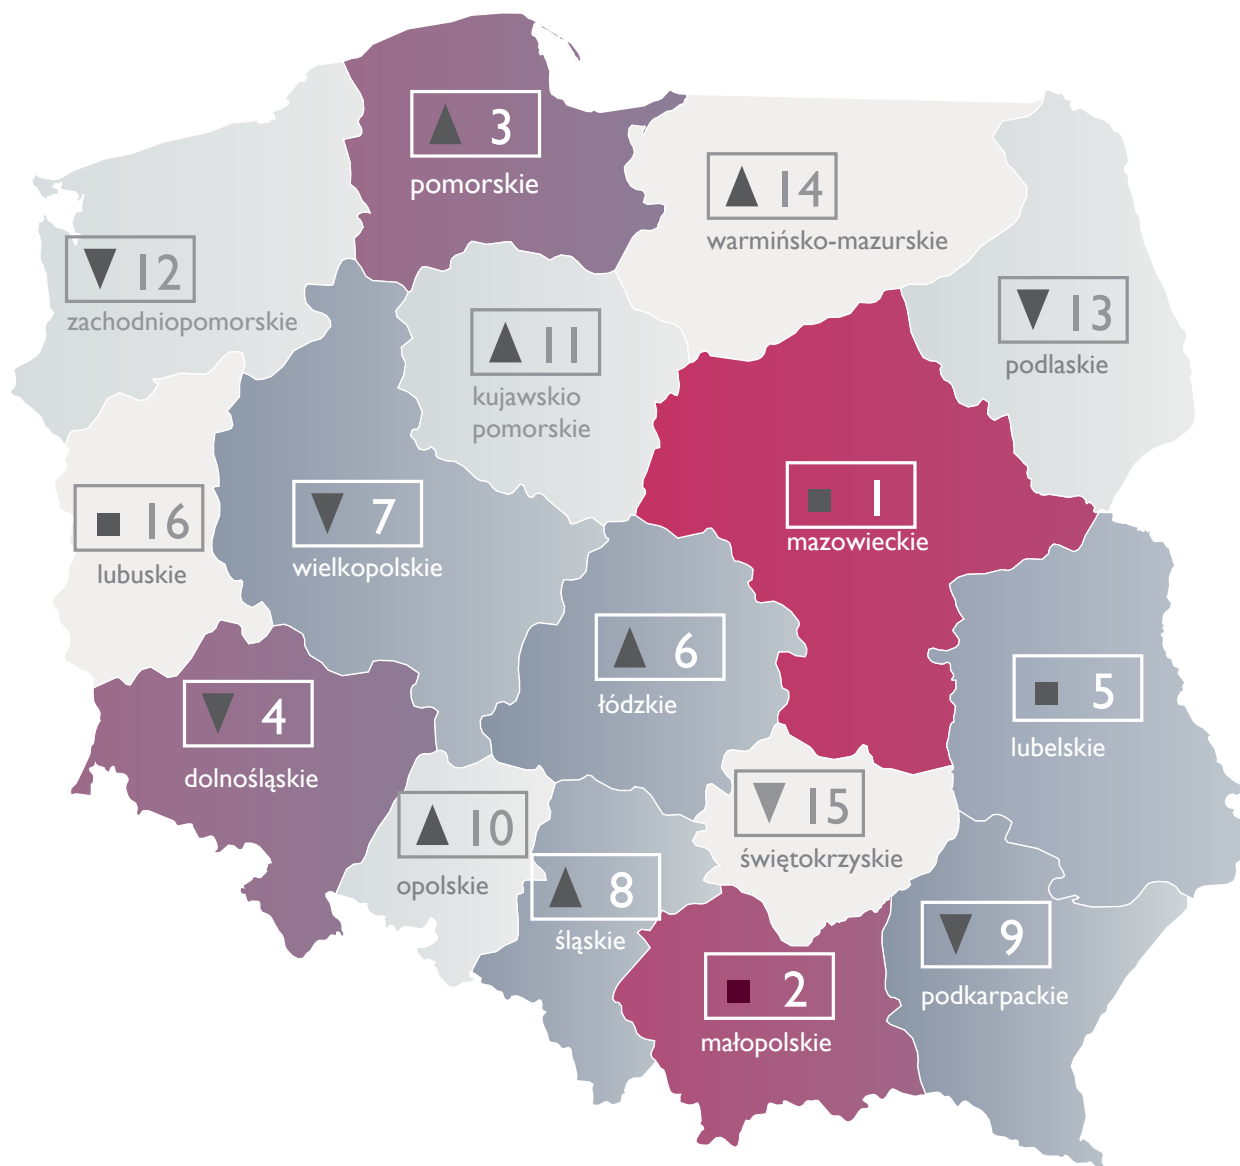 3
pomorskie
14
warmińsko-mazurskie
12
zachodniopomorskie
13
podlaskie
11
kujawskio
pomorskie
1
mazowieckie
16
lubuskie
7
wielkopolskie
6
łódzkie
5
lubelskie
4
dolnośląskie
15
świętokrzyskie
10
opolskie
8
śląskie
9
podkarpackie
2
małopolskie